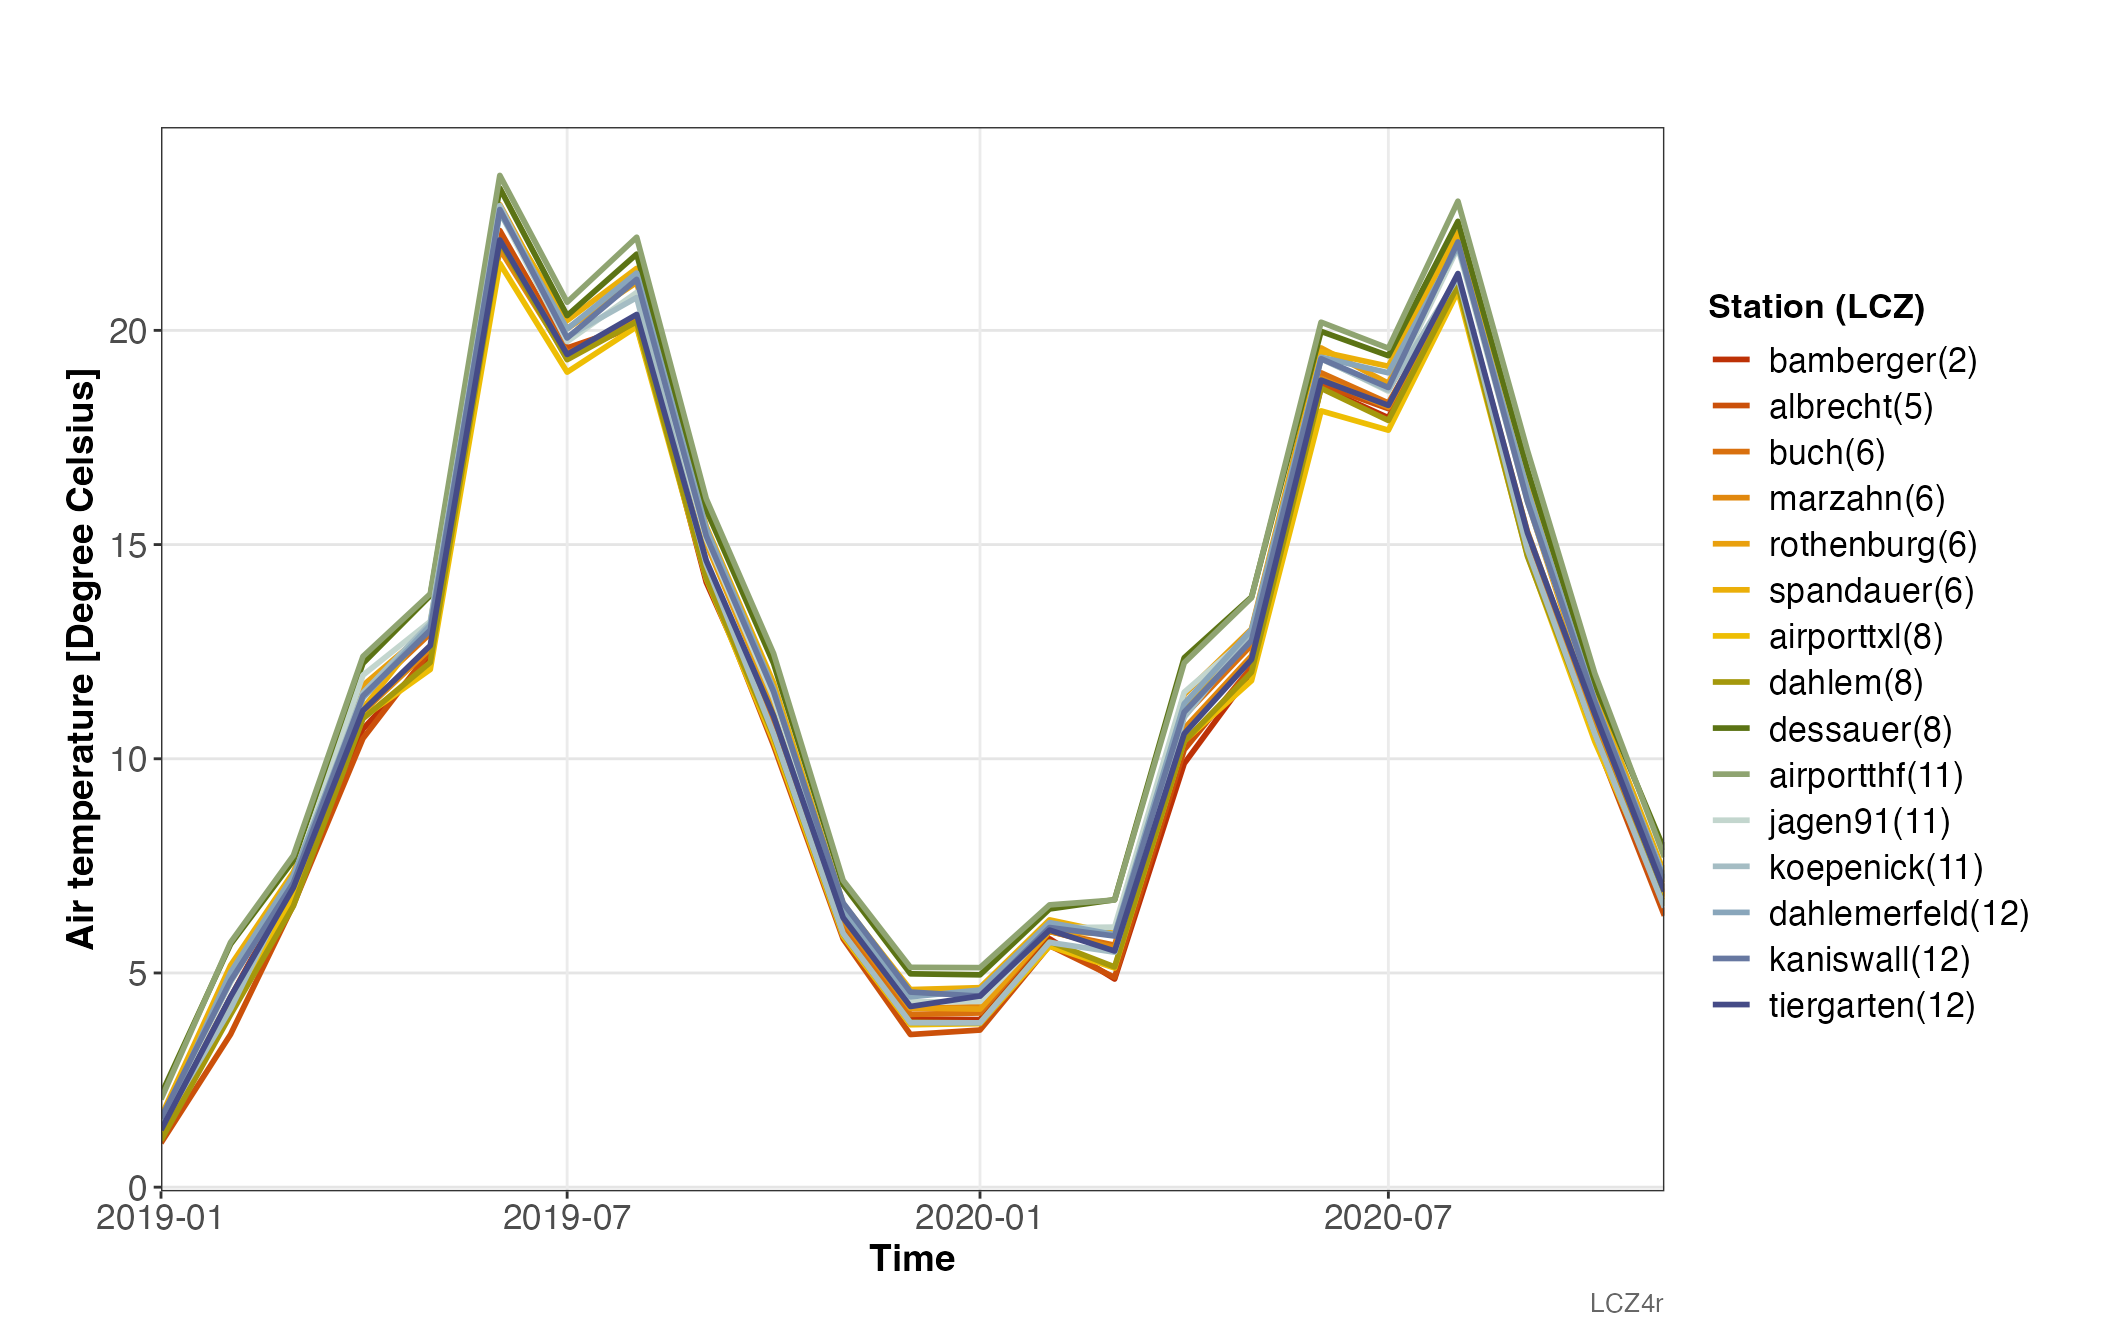 Air temperature [Degree Celsius]
20
15
10
5
0
2019-01
2019-07
2020-01
2020-07
Time
Station (LCZ)
bamberger(2)
albrecht(5)
buch(6)
marzahn(6)
rothenburg(6)
spandauer(6)
airporttxl(8)
dahlem(8)
dessauer(8)
airportthf(11)
jagen91(11)
koepenick(11)
dahlemerfeld(12)
kaniswall(12)
tiergarten(12)
LCZ4r